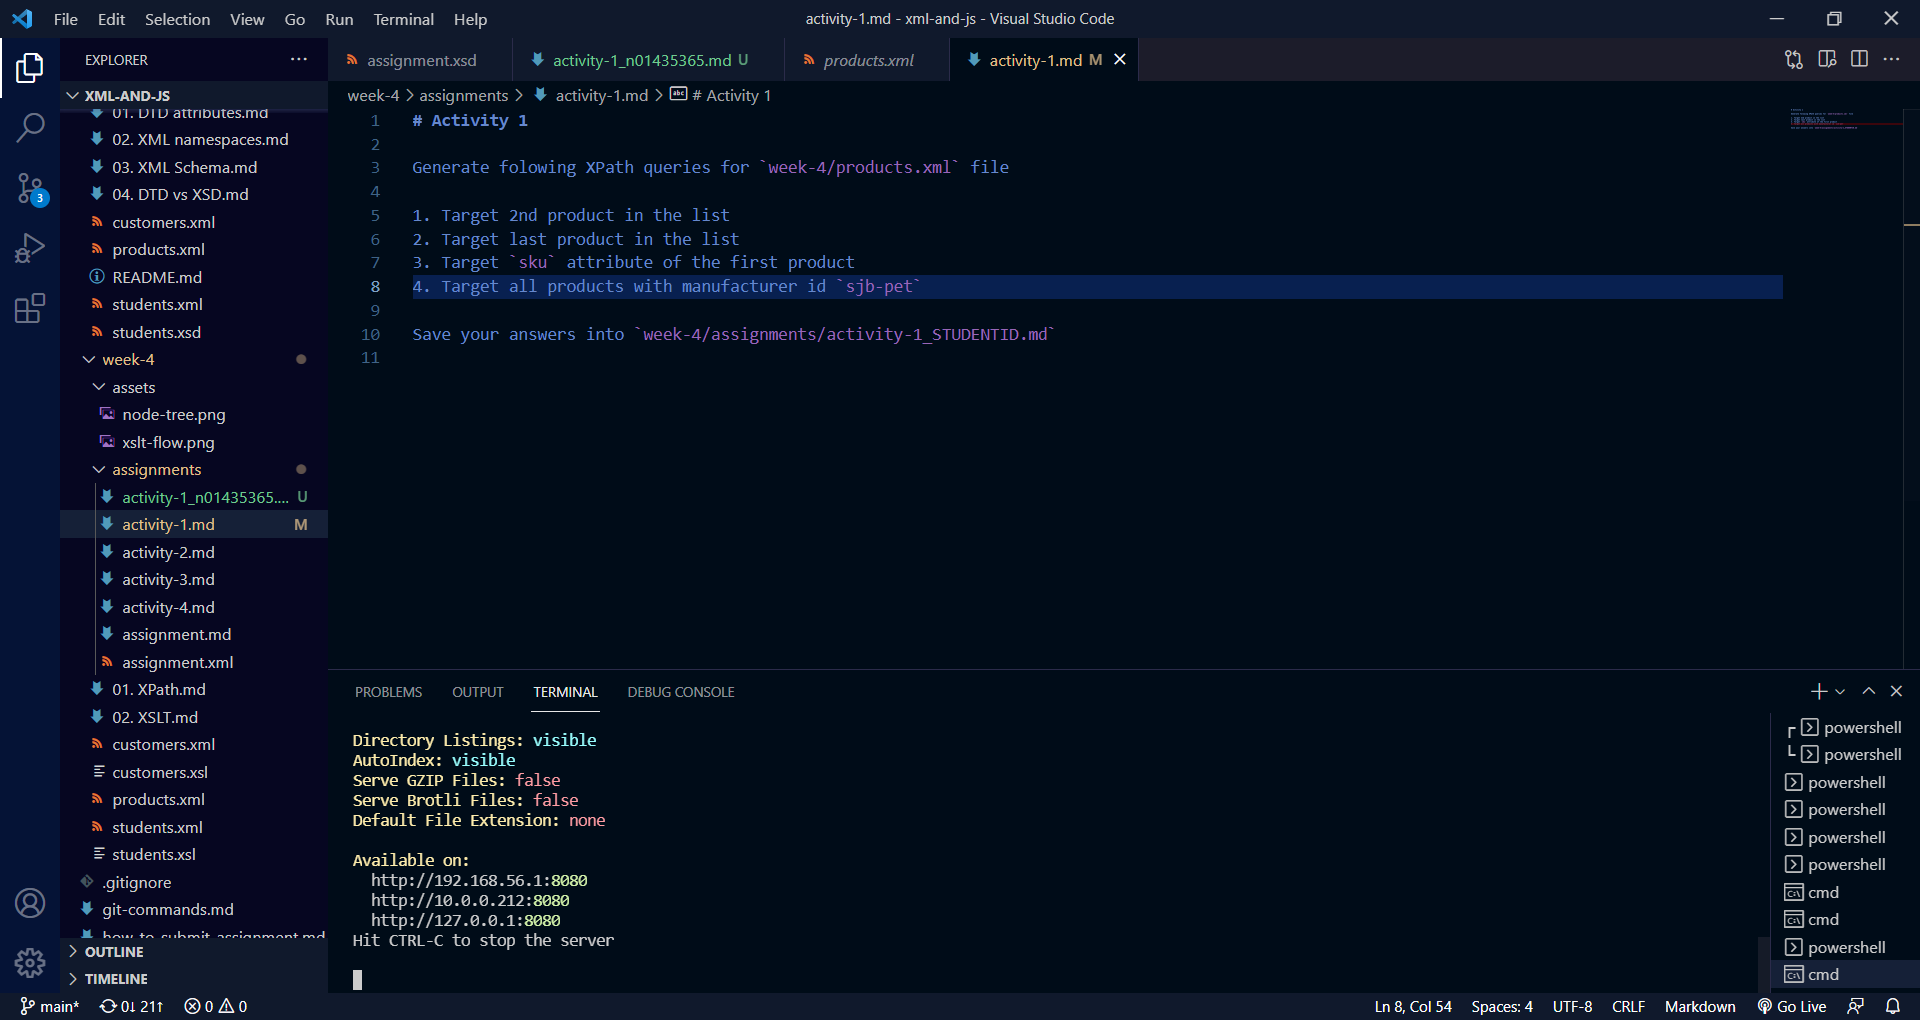 File Edit Selection View Go Run Terminal Help
activity-1.md - xml-and-js - Visual Studio Code
EXPLORER
XML-AND-JS
01. DTD attributes.md
02. XML namespaces.md
03. XML Schema.md
04. DTD vs XSD.md
customers.xml
products.xml
README.md
students.xml
students.xsd
week-4
assets
node-tree.png
xslt-flow.png
assignments
activity-1_n01435365.... U
activity-1.md M
activity-2.md
activity-3.md
activity-4.md
assignment.md
assignment.xml
01. XPath.md
02. XSLT.md
customers.xml
customers.xsl
products.xml
students.xml
students.xsl
.gitignore
git-commands.md
how-to-submit-assignment.md
OUTLINE
TIMELINE
3
assignment.xsd
activity-1_n01435365.md U
products.xml
activity-1.md M
week-4 > assignments > activity-1.md > # Activity 1
1 # Activity 1
2
3 Generate folowing XPath queries for `week-4/products.xml` file
4
5 1. Target 2nd product in the list
6 2. Target last product in the list
7 3. Target `sku` attribute of the first product
8 4. Target all products with manufacturer id `sjb-pet`
9
10 Save your answers into `week-4/assignments/activity-1_STUDENTID.md`
11
PROBLEMS OUTPUT TERMINAL DEBUG CONSOLE
Directory Listings: visible
AutoIndex: visible
Serve GZIP Files: false
Serve Brotli Files: false
Default File Extension: none
Available on:
http://192.168.56.1:8080
http://10.0.0.212:8080
http://127.0.0.1:8080
Hit CTRL-C to stop the server
powershell
powershell
powershell
powershell
powershell
powershell
cmd
cmd
powershell
cmd
main* 0↓ 21↑ 0 0
Ln 8, Col 54 Spaces: 4 UTF-8 CRLF Markdown Go Live